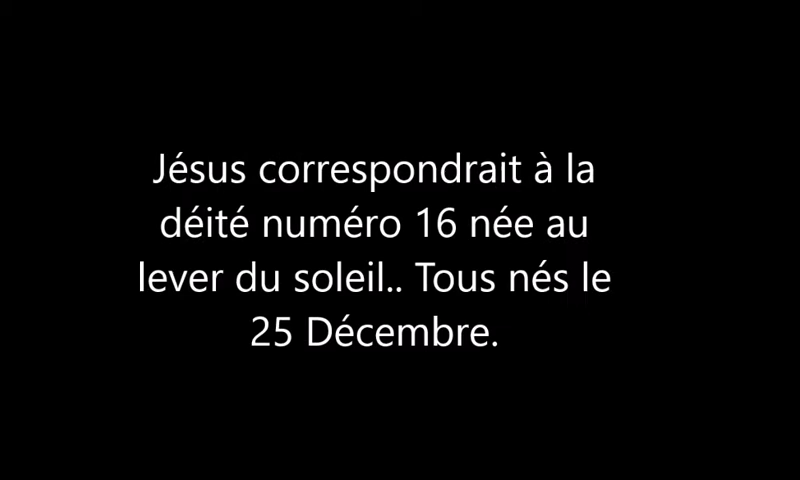 Jésus correspondrait à la
déité numéro 16 née au
lever du soleil.. Tous nés le
25 Décembre.